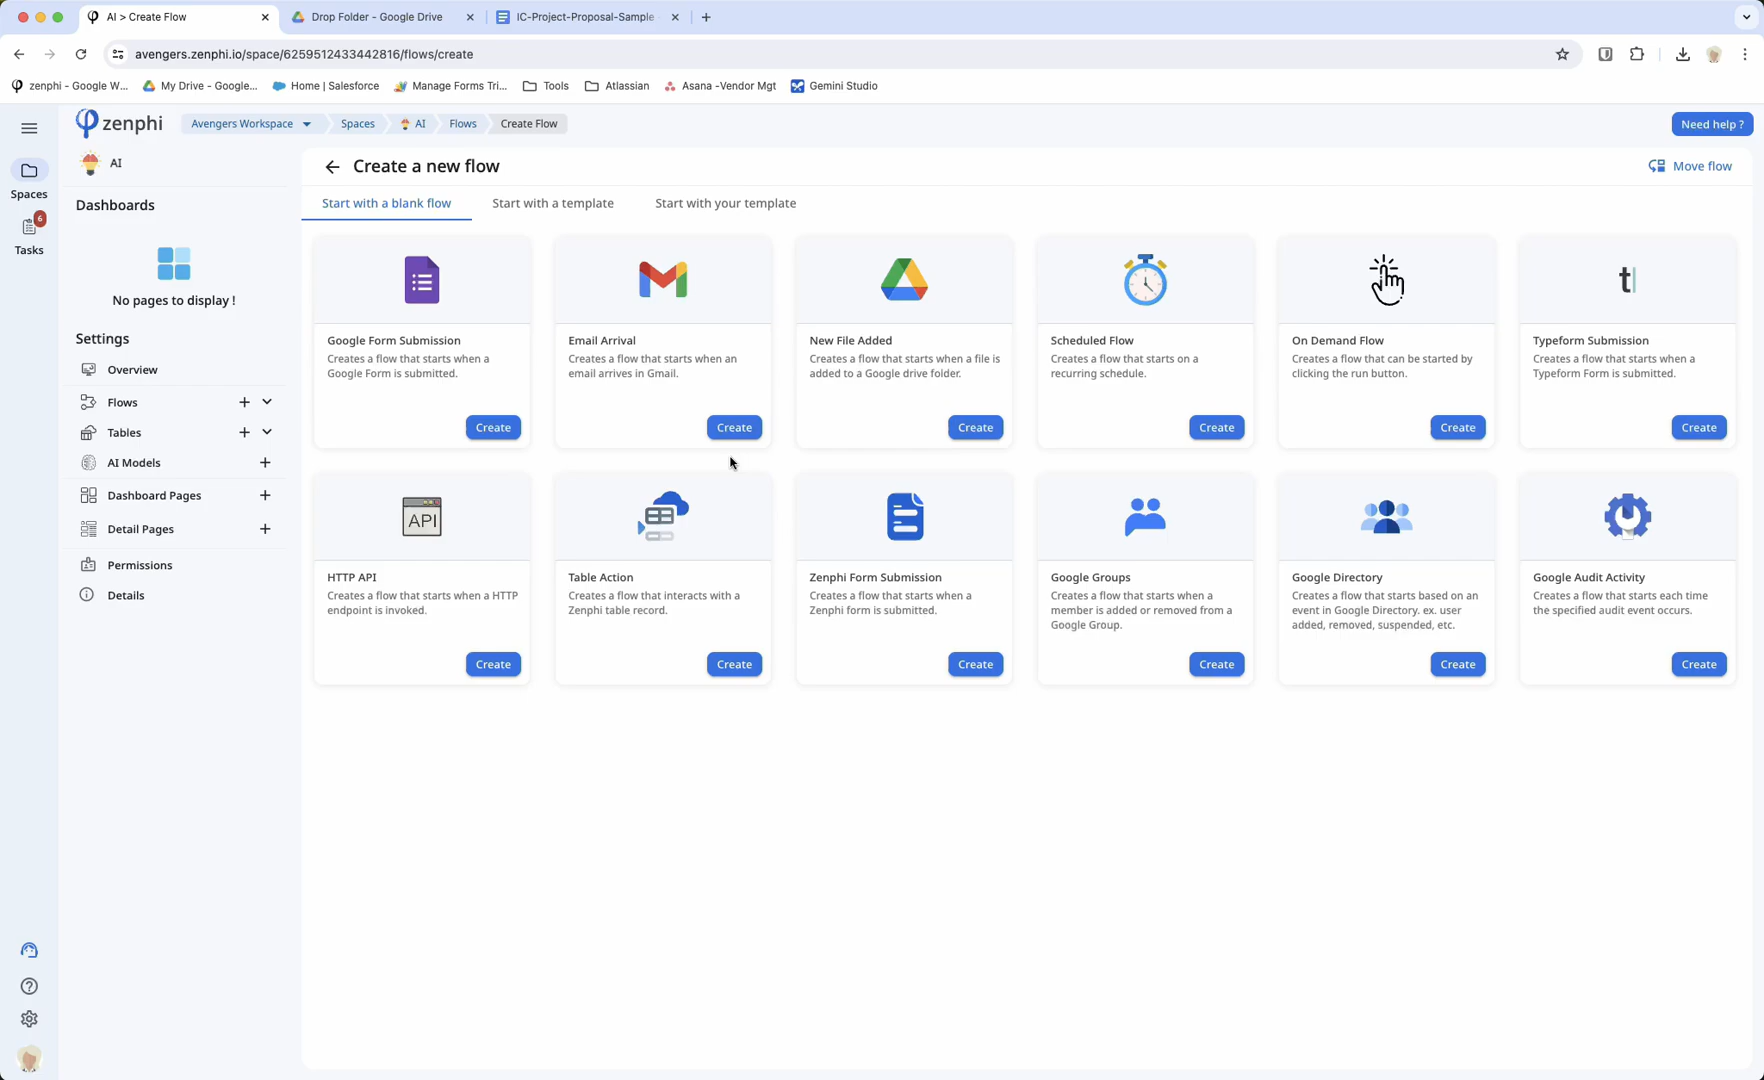 AI > Create Flow
Drop Folder - Google Drive
IC-Project-Proposal-Sample
avengers.zenphi.io/space/6259512433442816/flows/create
zenphi - Google W...
My Drive - Google...
Home | Salesforce
Manage Forms Tri...
Tools
Atlassian
Asana -Vendor Mgt
Gemini Studio
zenphi
Avengers Workspace
Spaces
AI
Flows
Create Flow
Need help ?
Spaces
6
Tasks
AI
Dashboards
No pages to display !
Settings
Overview
Flows
Tables
AI Models
Dashboard Pages
Detail Pages
Permissions
Details
Create a new flow
Move flow
Start with a blank flow
Start with a template
Start with your template
Google Form Submission
Creates a flow that starts when a
Google Form is submitted.
Create
Email Arrival
Creates a flow that starts when an
email arrives in Gmail.
Create
New File Added
Creates a flow that starts when a file is
added to a Google drive folder.
Create
Scheduled Flow
Creates a flow that starts on a
recurring schedule.
Create
On Demand Flow
Creates a flow that can be started by
clicking the run button.
Create
t
Typeform Submission
Creates a flow that starts when a
Typeform Form is submitted.
Create
API
HTTP API
Creates a flow that starts when a HTTP
endpoint is invoked.
Create
Table Action
Creates a flow that interacts with a
Zenphi table record.
Create
Zenphi Form Submission
Creates a flow that starts when a
Zenphi form is submitted.
Create
Google Groups
Creates a flow that starts when a
member is added or removed from a
Google Group.
Create
Google Directory
Creates a flow that starts based on an
event in Google Directory. ex. user
added, removed, suspended, etc.
Create
Google Audit Activity
Creates a flow that starts each time
the specified audit event occurs.
Create